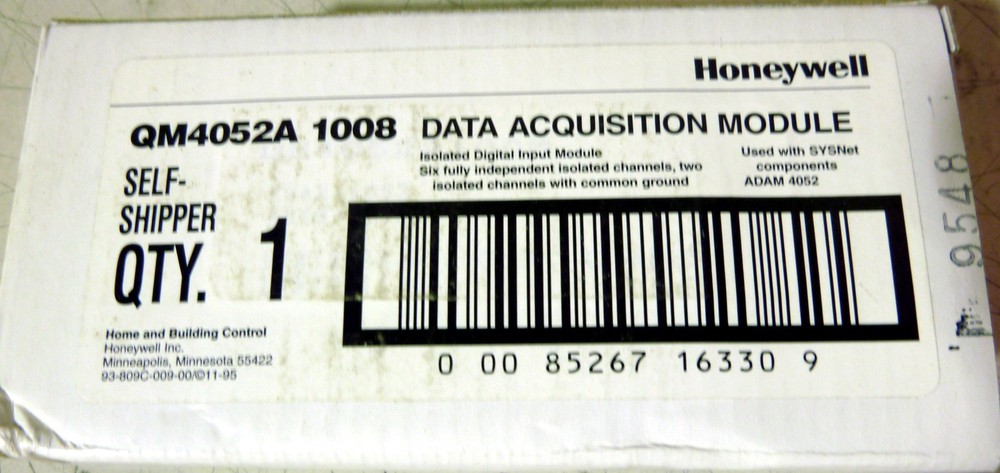 Honeywell
QM4052A 1008 DATA ACQUISITION MODULE
Isolated Digital Input Module
Six fully independent isolated channels, two
isolated channels with common ground
Used with SYSNet
components
ADAM 4052
SELF-
SHIPPER
QTY. 1
Home and Building Control
Honeywell Inc.
Minneapolis, Minnesota 55422
93-809C-009-00/©11-95
0 00 85267 16330 9
9548